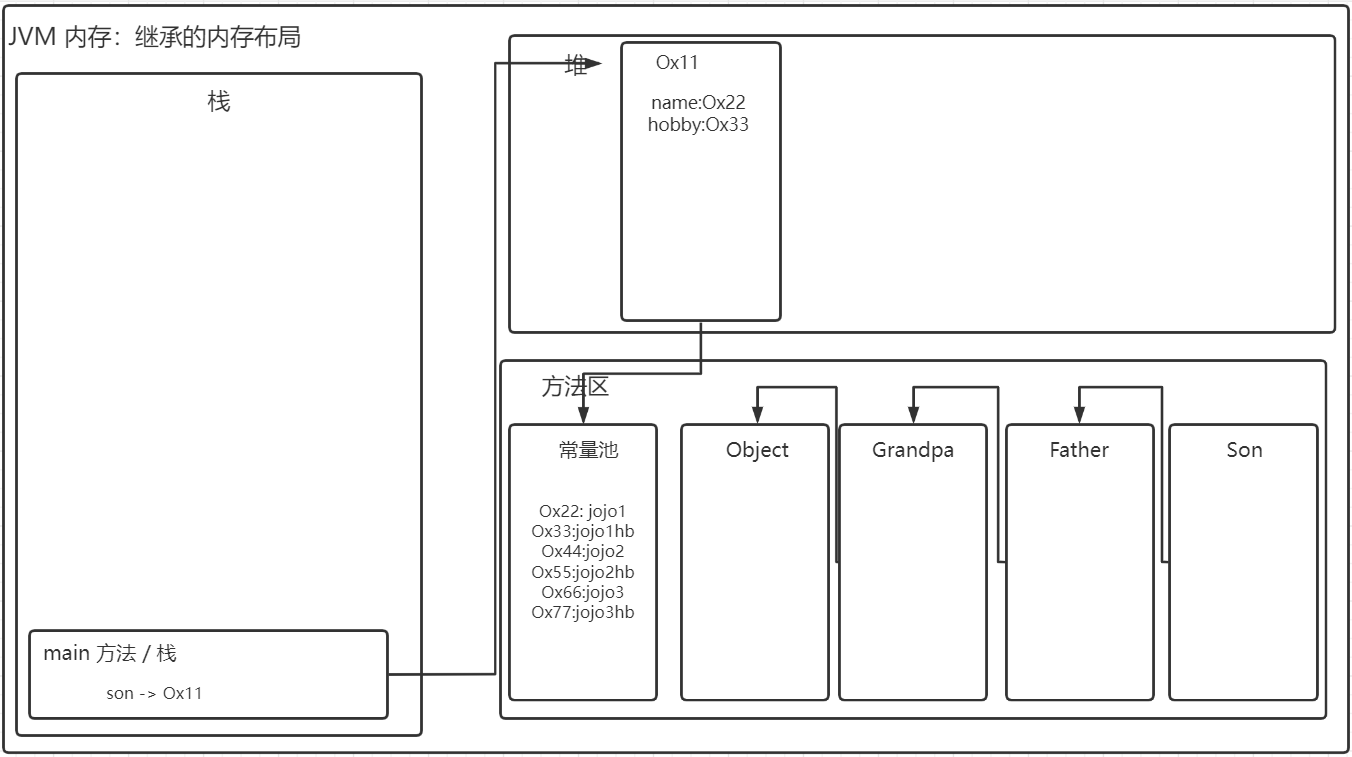 JVM 内存：继承的内存布局
栈
main 方法 / 栈
son -> Ox11
堆
Ox11
name:Ox22
hobby:Ox33
方法区
常量池
Ox22: jojo1
Ox33:jojo1hb
Ox44:jojo2
Ox55:jojo2hb
Ox66:jojo3
Ox77:jojo3hb
Object
Grandpa
Father
Son